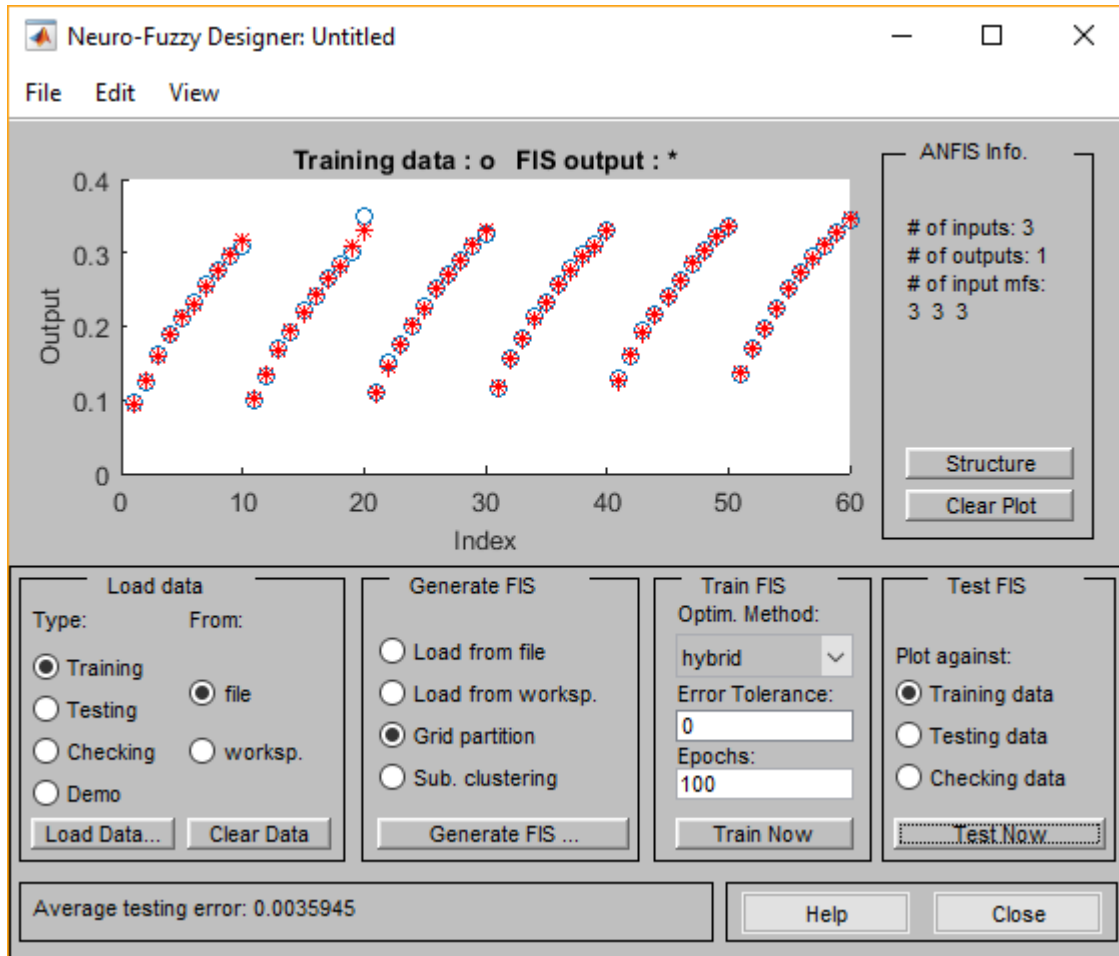 Neuro-Fuzzy Designer: Untitled
File Edit View
Training data : o FIS output : *
0.4
0.3
0.2
0.1
0
Output
0 10 20 30 40 50 60
Index
ANFIS Info.
# of inputs: 3
# of outputs: 1
# of input mfs:
3 3 3
Structure
Clear Plot
Load data
Type: From:
Training
Testing
Checking
Demo
file
worksp.
Load Data... Clear Data
Generate FIS
Load from file
Load from worksp.
Grid partition
Sub. clustering
Generate FIS ...
Train FIS
Optim. Method:
hybrid
Error Tolerance:
0
Epochs:
100
Train Now
Test FIS
Plot against:
Training data
Testing data
Checking data
Test Now
Average testing error: 0.0035945
Help Close